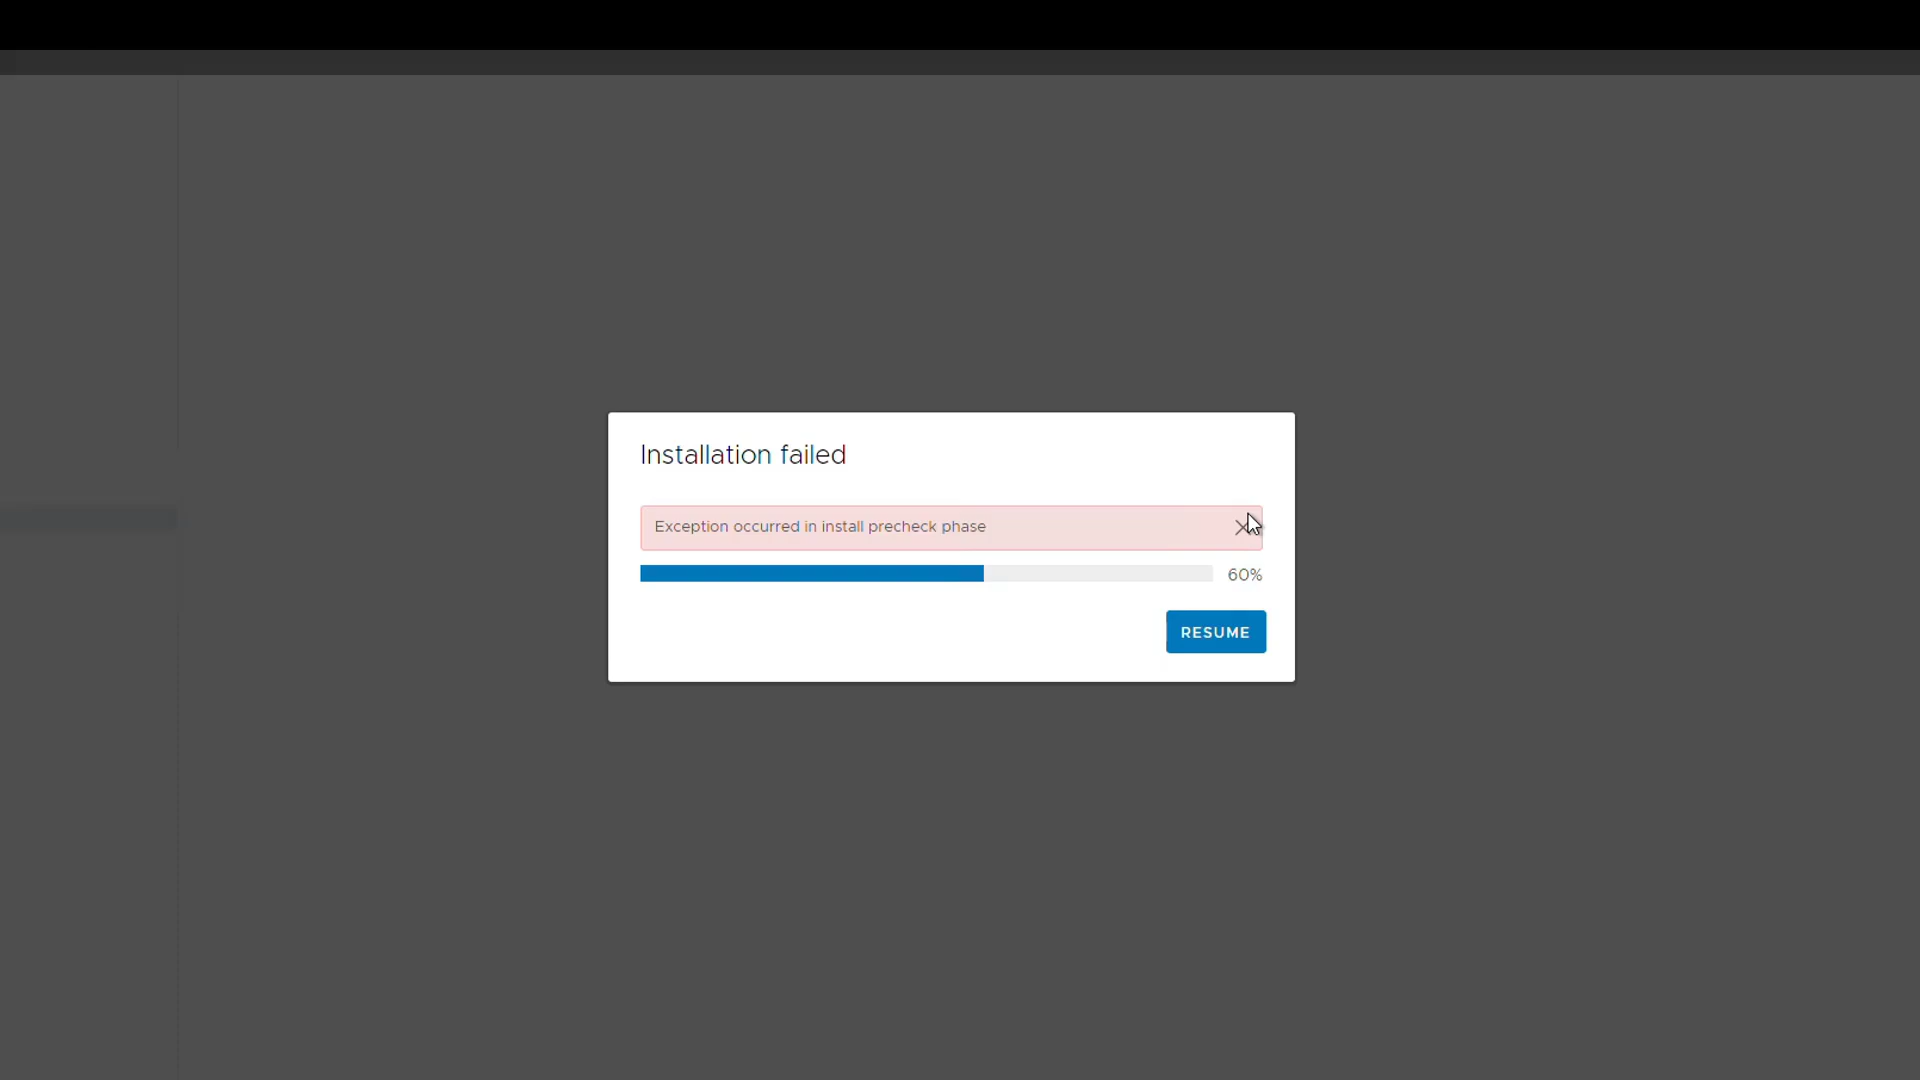 Installation failed
Exception occurred in install precheck phase
60%
RESUME